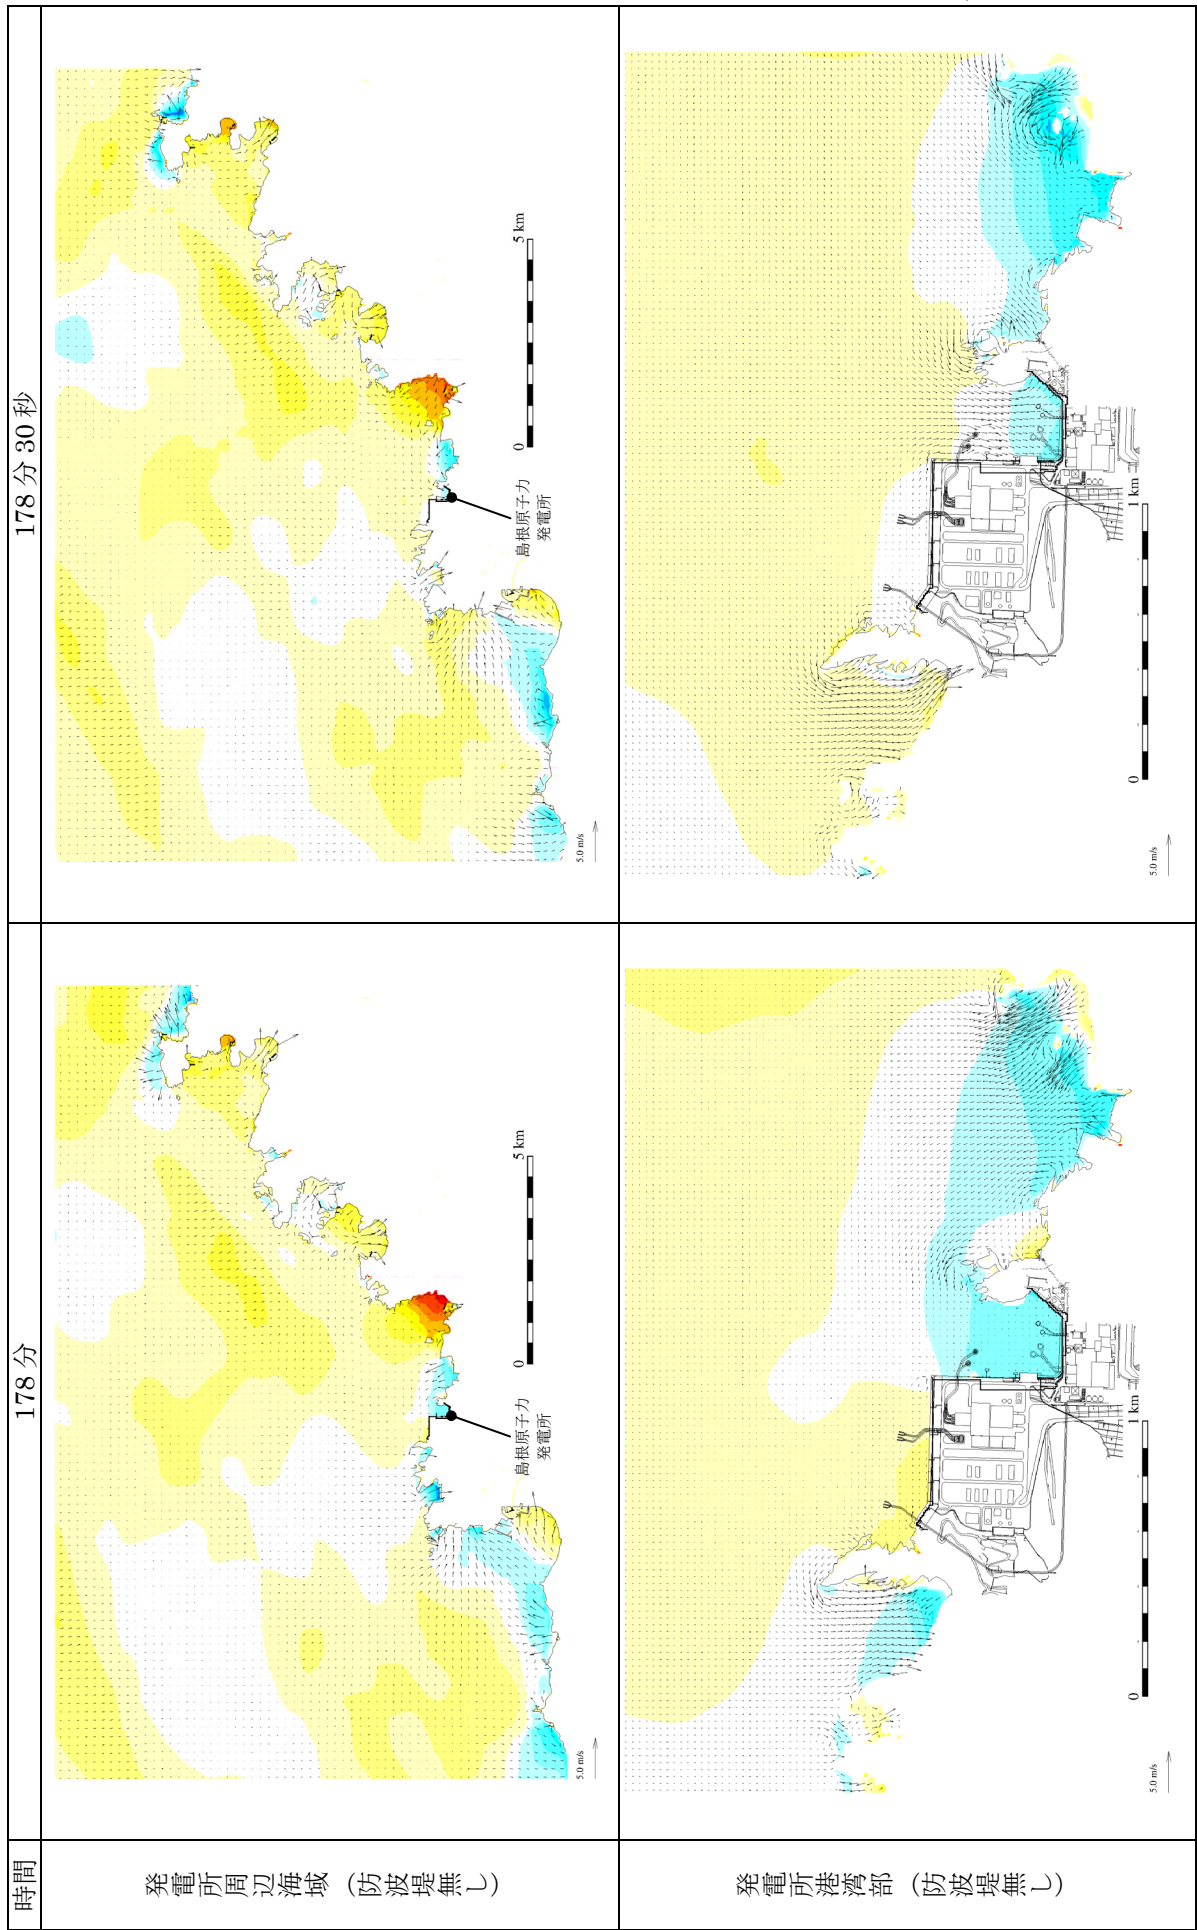 時間
178分
178分30秒
発電所周辺海域（防波堤無し）
島根原子力
発電所
0
5 km
5.0 m/s
島根原子力
発電所
0
5 km
5.0 m/s
発電所港湾部（防波堤無し）
0
1 km
5.0 m/s
0
1 km
5.0 m/s